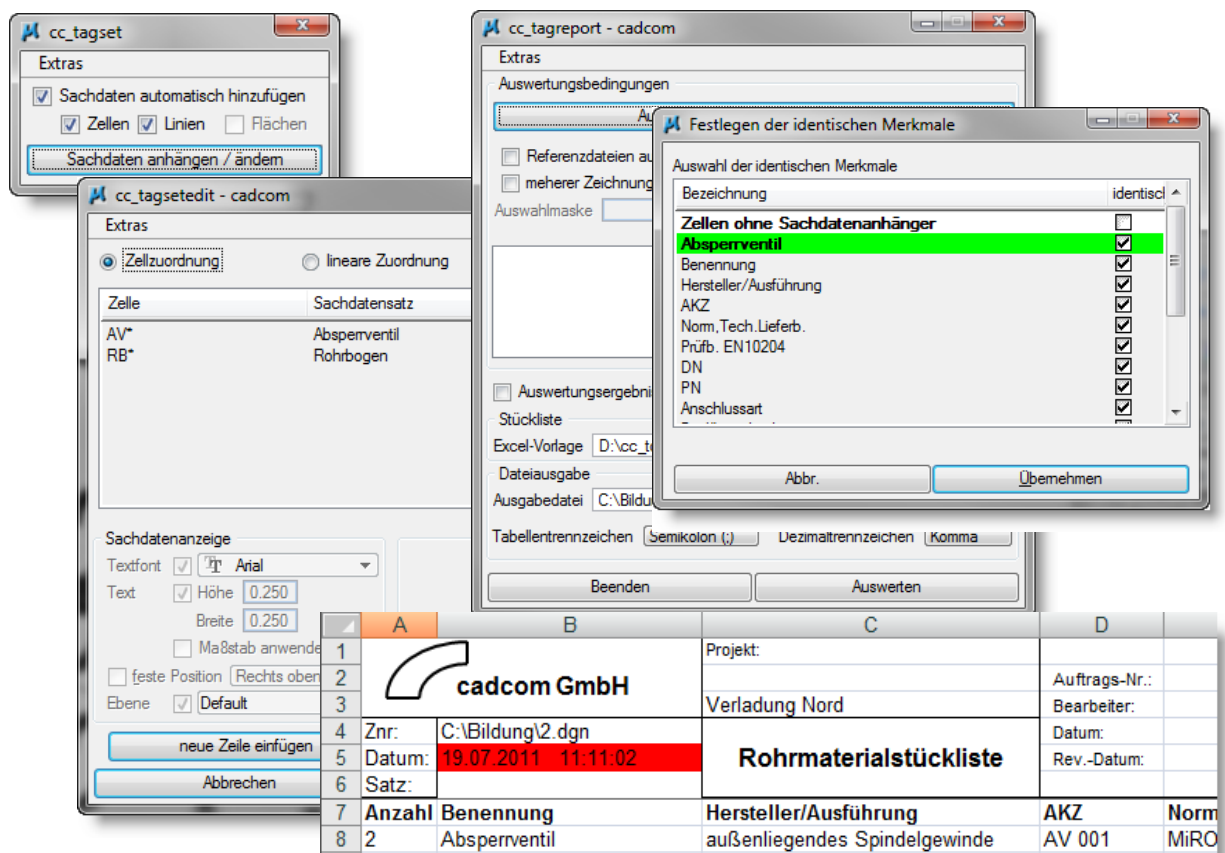 cc_tagset
Extras
Sachdaten automatisch hinzufügen
Zellen Linien Flächen
Sachdaten anhängen / ändern
cc_tagsetedit - cadcom
Extras
Zellzuordnung lineare Zuordnung
Zelle Sachdatensatz
AV* Absperrventil
RB* Rohrbogen
Sachdatenanzeige
Textfont Arial
Text Höhe 0.250
Breite 0.250
Maßstab anwende
feste Position Rechts oben
Ebene Default
neue Zeile einfügen
Abbrechen
cc_tagreport - cadcom
Extras
Auswertungsbedingungen
Au
Referenzdateien au
meherer Zeichnung
Auswahlmaske
Auswertungsergebnis
Stückliste
Excel-Vorlage D:\cc_t
Dateiausgabe
Ausgabedatei C:\Bildu
Tabellentrennzeichen Semikolon (;) Dezimaltrennzeichen Komma
Beenden Auswerten
Festlegen der identischen Merkmale
Auswahl der identischen Merkmale
Bezeichnung identisch
Zellen ohne Sachdatenanhänger
Absperrventil
Benennung
Hersteller/Ausführung
AKZ
Norm,Tech.Lieferb.
Prüfb. EN10204
DN
PN
Anschlussart
Abbr. Übernehmen
A B C D
1 Projekt:
2 cadcom GmbH Auftrags-Nr.:
3 Verladung Nord Bearbeiter:
4 Znr: C:\Bildung\2.dgn Datum:
5 Datum: 19.07.2011 11:11:02 Rohrmaterialstückliste Rev.-Datum:
6 Satz:
7 Anzahl Benennung Hersteller/Ausführung AKZ Norm
8 2 Absperrventil außenliegendes Spindelgewinde AV 001 MiRO